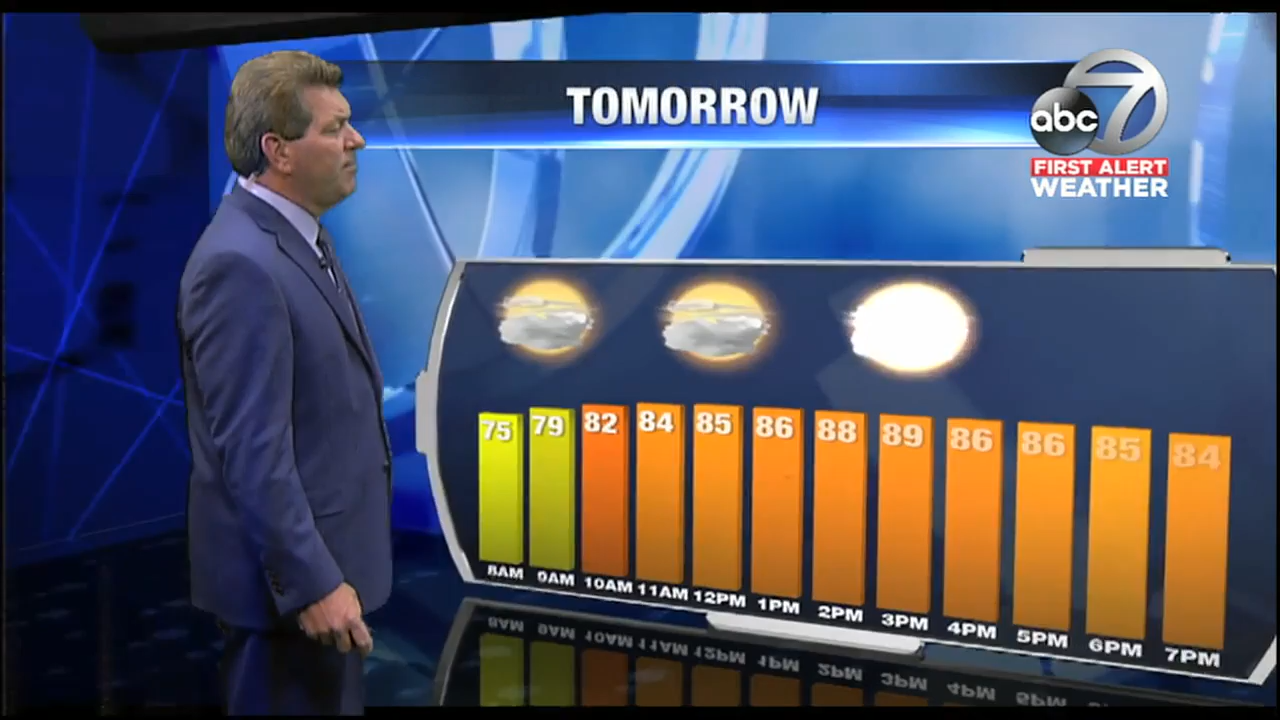 TOMORROW
abc 7
FIRST ALERT
WEATHER
75 79 82 84 85 86 88 89 86 86 85 84
8AM 9AM 10AM 11AM 12PM 1PM 2PM 3PM 4PM 5PM 6PM 7PM